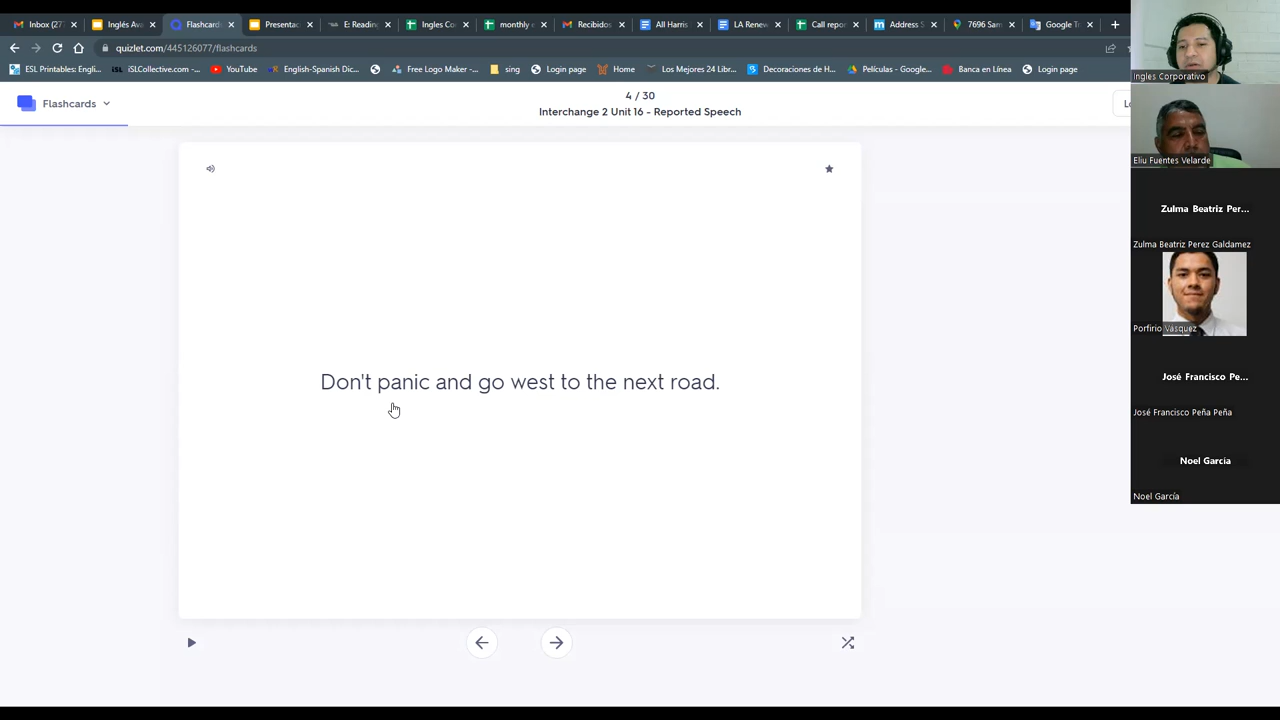 Inbox (27
Inglés Ava
Flashcard
Presentac
E: Reading
Ingles Co
monthly e
Recibidos
All Harris
LA Renew
Call repor
Address S
7696 San
Google T
quizlet.com/445126077/flashcards
ESL Printables: Engli...
iSLCollective.com -...
YouTube
English-Spanish Dic...
Free Logo Maker -...
sing
Login page
Home
Los Mejores 24 Libr...
Decoraciones de H...
Películas - Google...
Banca en Línea
Login page
Flashcards
4 / 30
Interchange 2 Unit 16 - Reported Speech
Don't panic and go west to the next road.
Ingles Corporativo
Eliu Fuentes Velarde
Zulma Beatriz Per...
Zulma Beatriz Perez Galdamez
Porfirio Vásquez
José Francisco Pe...
José Francisco Peña Peña
Noel Garcia
Noel García